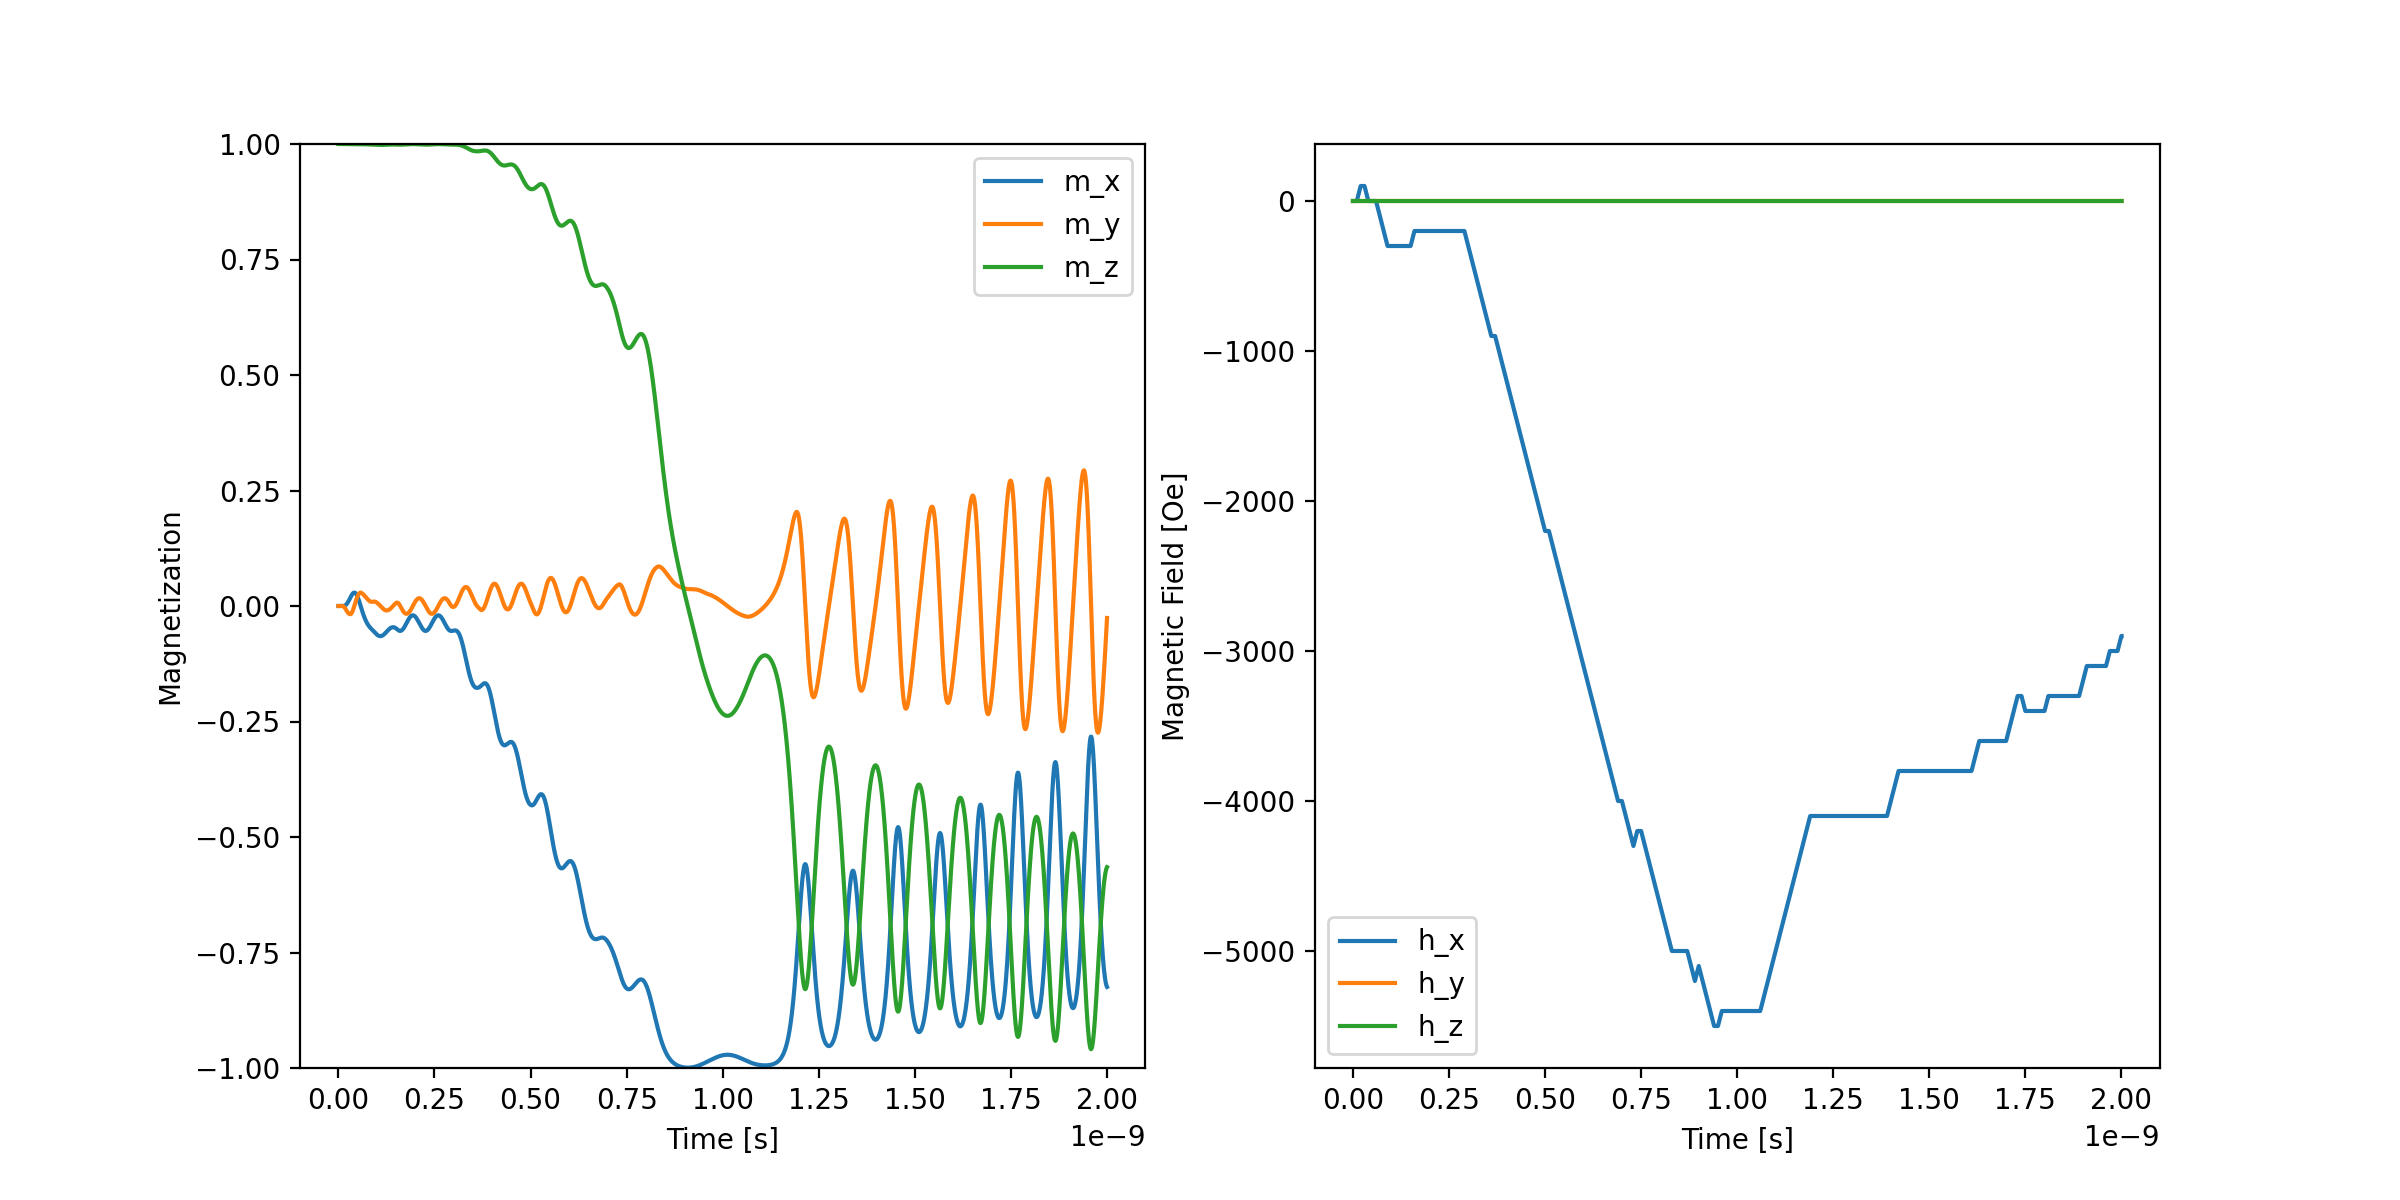 1.00
0.75
0.50
0.25
0.00
−0.25
−0.50
−0.75
−1.00
Magnetization
m_x
m_y
m_z
0.00 0.25 0.50 0.75 1.00 1.25 1.50 1.75 2.00
Time [s]
1e−9
0
−1000
−2000
−3000
−4000
−5000
Magnetic Field [Oe]
h_x
h_y
h_z
0.00 0.25 0.50 0.75 1.00 1.25 1.50 1.75 2.00
Time [s]
1e−9